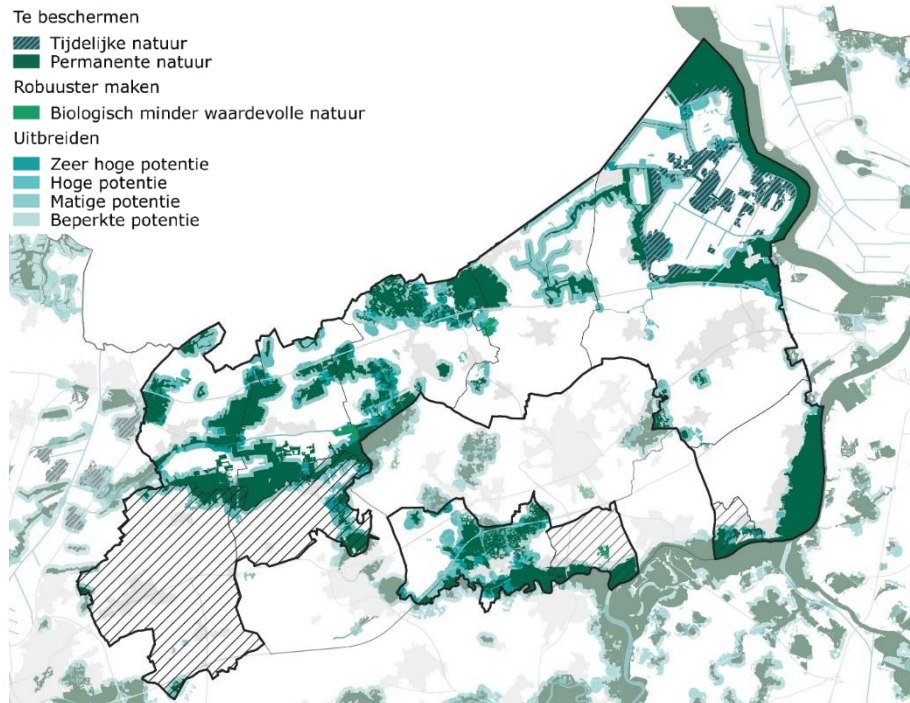 Te beschermen
Tijdelijke natuur
Permanente natuur
Robuuster maken
Biologisch minder waardevolle natuur
Uitbreiden
Zeer hoge potentie
Hoge potentie
Matige potentie
Beperkte potentie